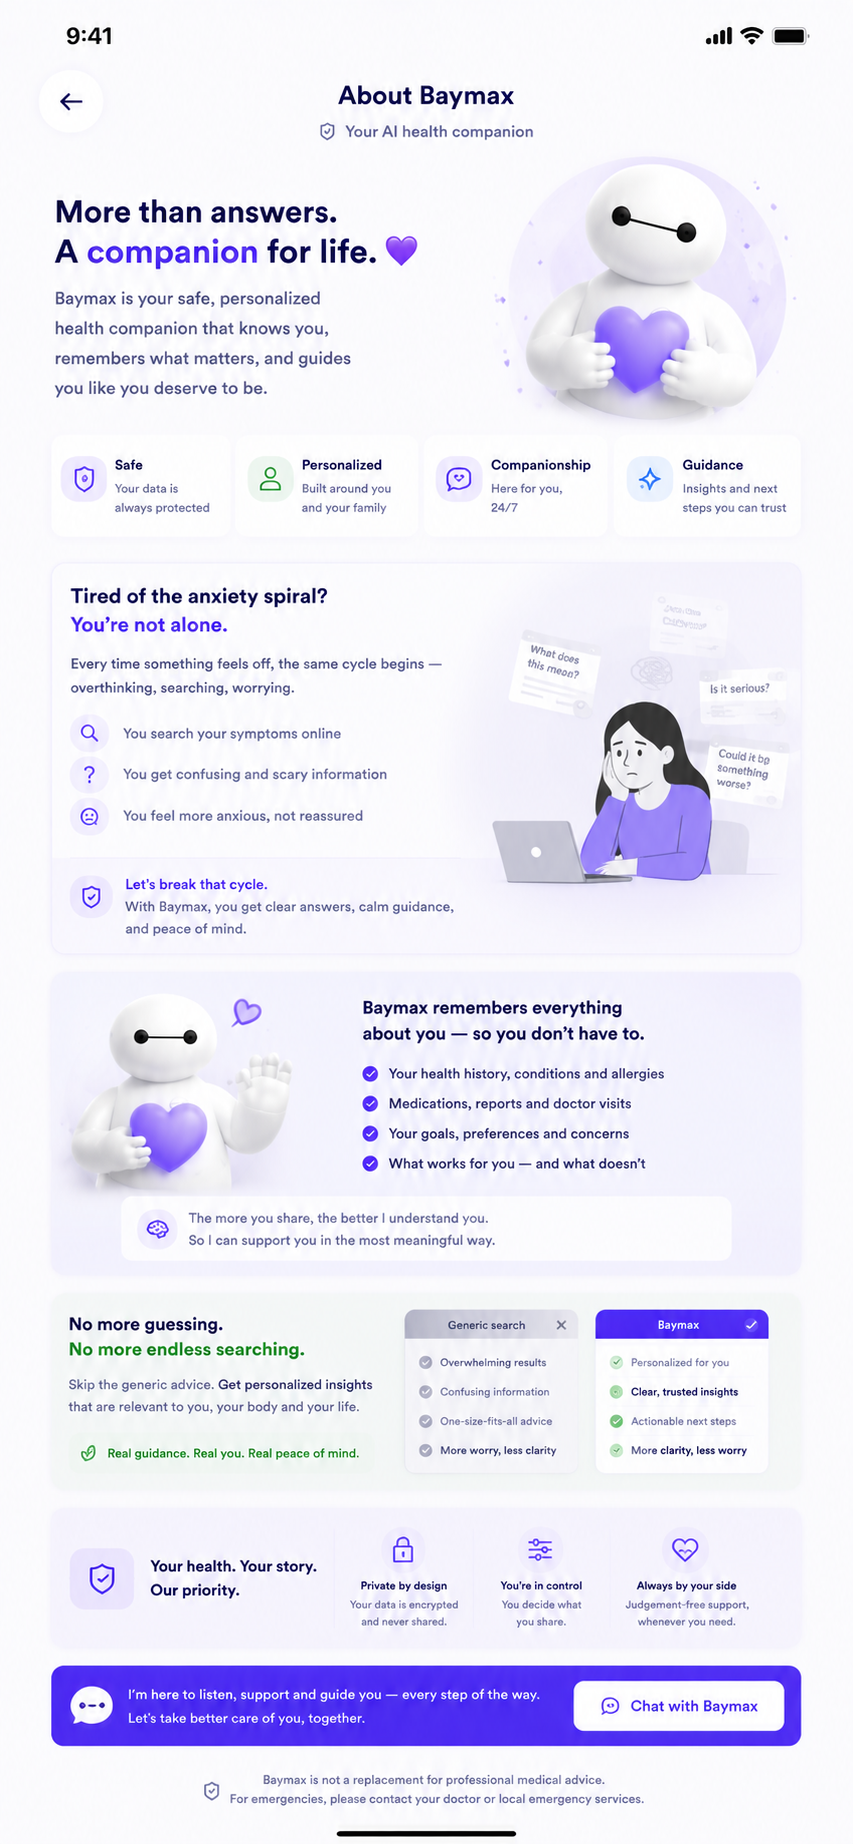 9:41
About Baymax
Your AI health companion
More than answers.
A companion for life. 💜
Baymax is your safe, personalized
health companion that knows you,
remembers what matters, and guides
you like you deserve to be.
Safe
Your data is
always protected
Personalized
Built around you
and your family
Companionship
Here for you,
24/7
Guidance
Insights and next
steps you can trust
Tired of the anxiety spiral?
You're not alone.
Every time something feels off, the same cycle begins —
overthinking, searching, worrying.
You search your symptoms online
You get confusing and scary information
You feel more anxious, not reassured
What does
this mean?
Is it serious?
Could it be
something
worse?
Let's break that cycle.
With Baymax, you get clear answers, calm guidance,
and peace of mind.
Baymax remembers everything
about you — so you don't have to.
Your health history, conditions and allergies
Medications, reports and doctor visits
Your goals, preferences and concerns
What works for you — and what doesn't
The more you share, the better I understand you.
So I can support you in the most meaningful way.
No more guessing.
No more endless searching.
Skip the generic advice. Get personalized insights
that are relevant to you, your body and your life.
Real guidance. Real you. Real peace of mind.
Generic search
Overwhelming results
Confusing information
One-size-fits-all advice
More worry, less clarity
Baymax
Personalized for you
Clear, trusted insights
Actionable next steps
More clarity, less worry
Your health. Your story.
Our priority.
Private by design
Your data is encrypted
and never shared.
You're in control
You decide what
you share.
Always by your side
Judgement-free support,
whenever you need.
I'm here to listen, support and guide you — every step of the way.
Let's take better care of you, together.
Chat with Baymax
Baymax is not a replacement for professional medical advice.
For emergencies, please contact your doctor or local emergency services.